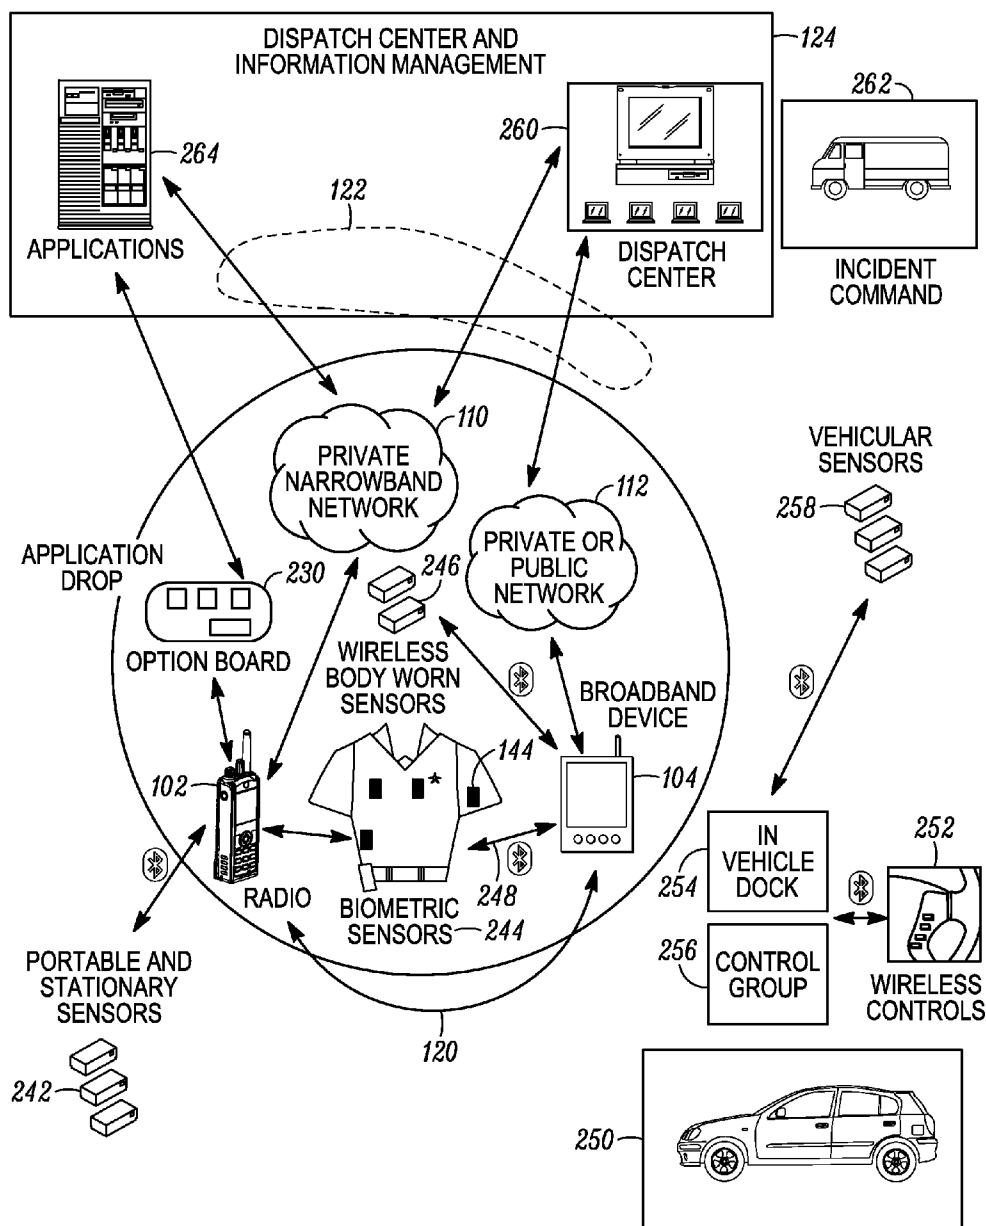 DISPATCH CENTER AND
INFORMATION MANAGEMENT
124
262
260
264
122
APPLICATIONS
DISPATCH
CENTER
INCIDENT
COMMAND
110
PRIVATE
NARROWBAND
NETWORK
112
PRIVATE OR
PUBLIC
NETWORK
VEHICULAR
SENSORS
258
APPLICATION
DROP
230
246
OPTION BOARD
WIRELESS
BODY WORN
SENSORS
BROADBAND
DEVICE
144
102
104
RADIO
248
BIOMETRIC
SENSORS
244
IN
VEHICLE
DOCK
254
252
256
CONTROL
GROUP
WIRELESS
CONTROLS
PORTABLE AND
STATIONARY
SENSORS
120
242
250